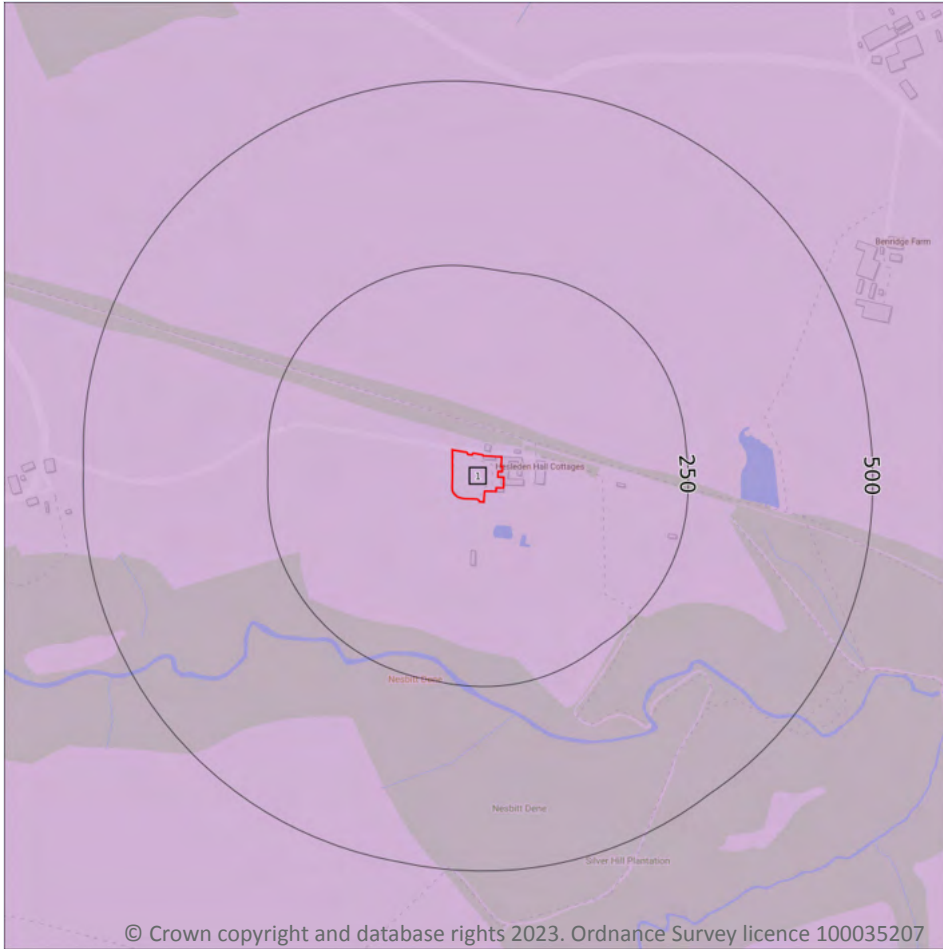 Benridge Farm
Hesleden Hall Cottages
1
250
500
Nesbitt Dene
Nesbitt Dene
Silver Hill Plantation
© Crown copyright and database rights 2023. Ordnance Survey licence 100035207